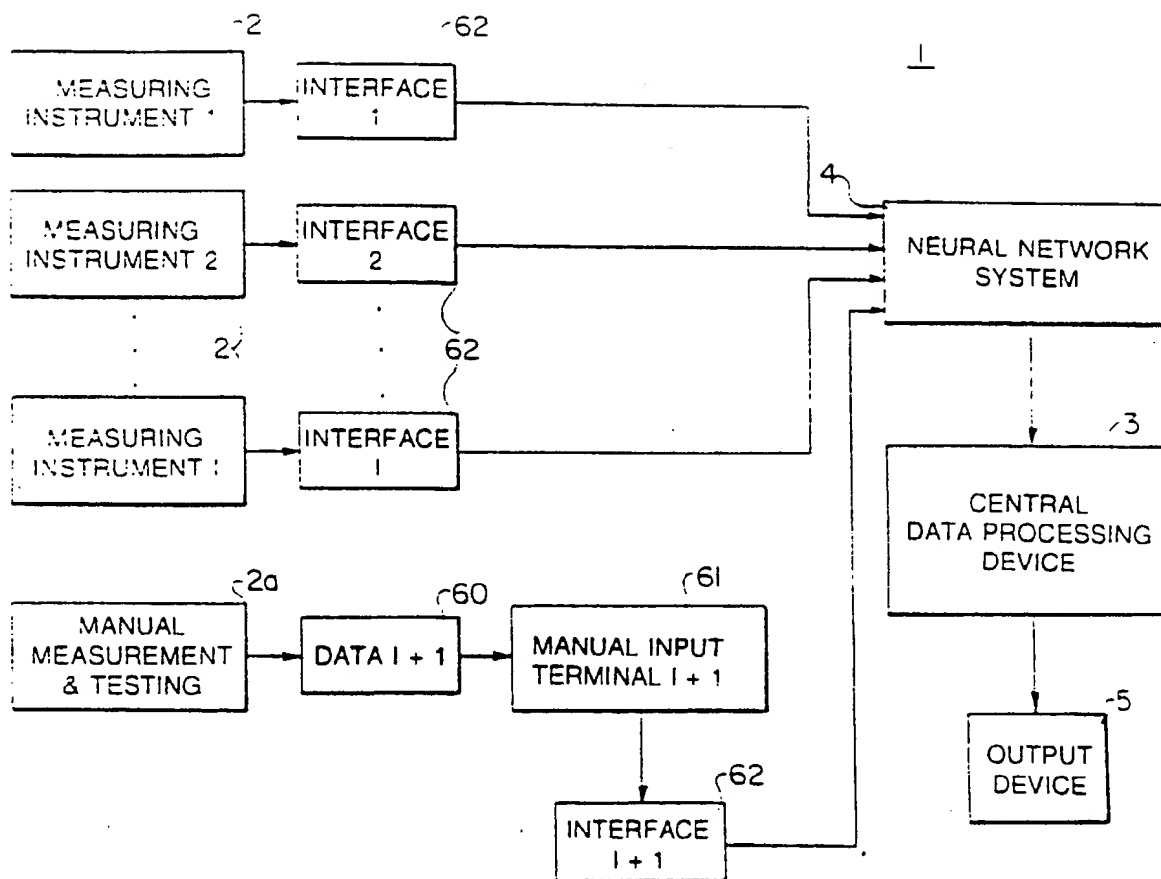 2
62
1
MEASURING
INSTRUMENT 1
INTERFACE
1
4
MEASURING
INSTRUMENT 2
INTERFACE
2
NEURAL NETWORK
SYSTEM
2
62
MEASURING
INSTRUMENT I
INTERFACE
I
3
CENTRAL
DATA PROCESSING
DEVICE
2a
60
61
MANUAL
MEASUREMENT
& TESTING
DATA I + 1
MANUAL INPUT
TERMINAL I + 1
5
OUTPUT
DEVICE
62
INTERFACE
I + 1